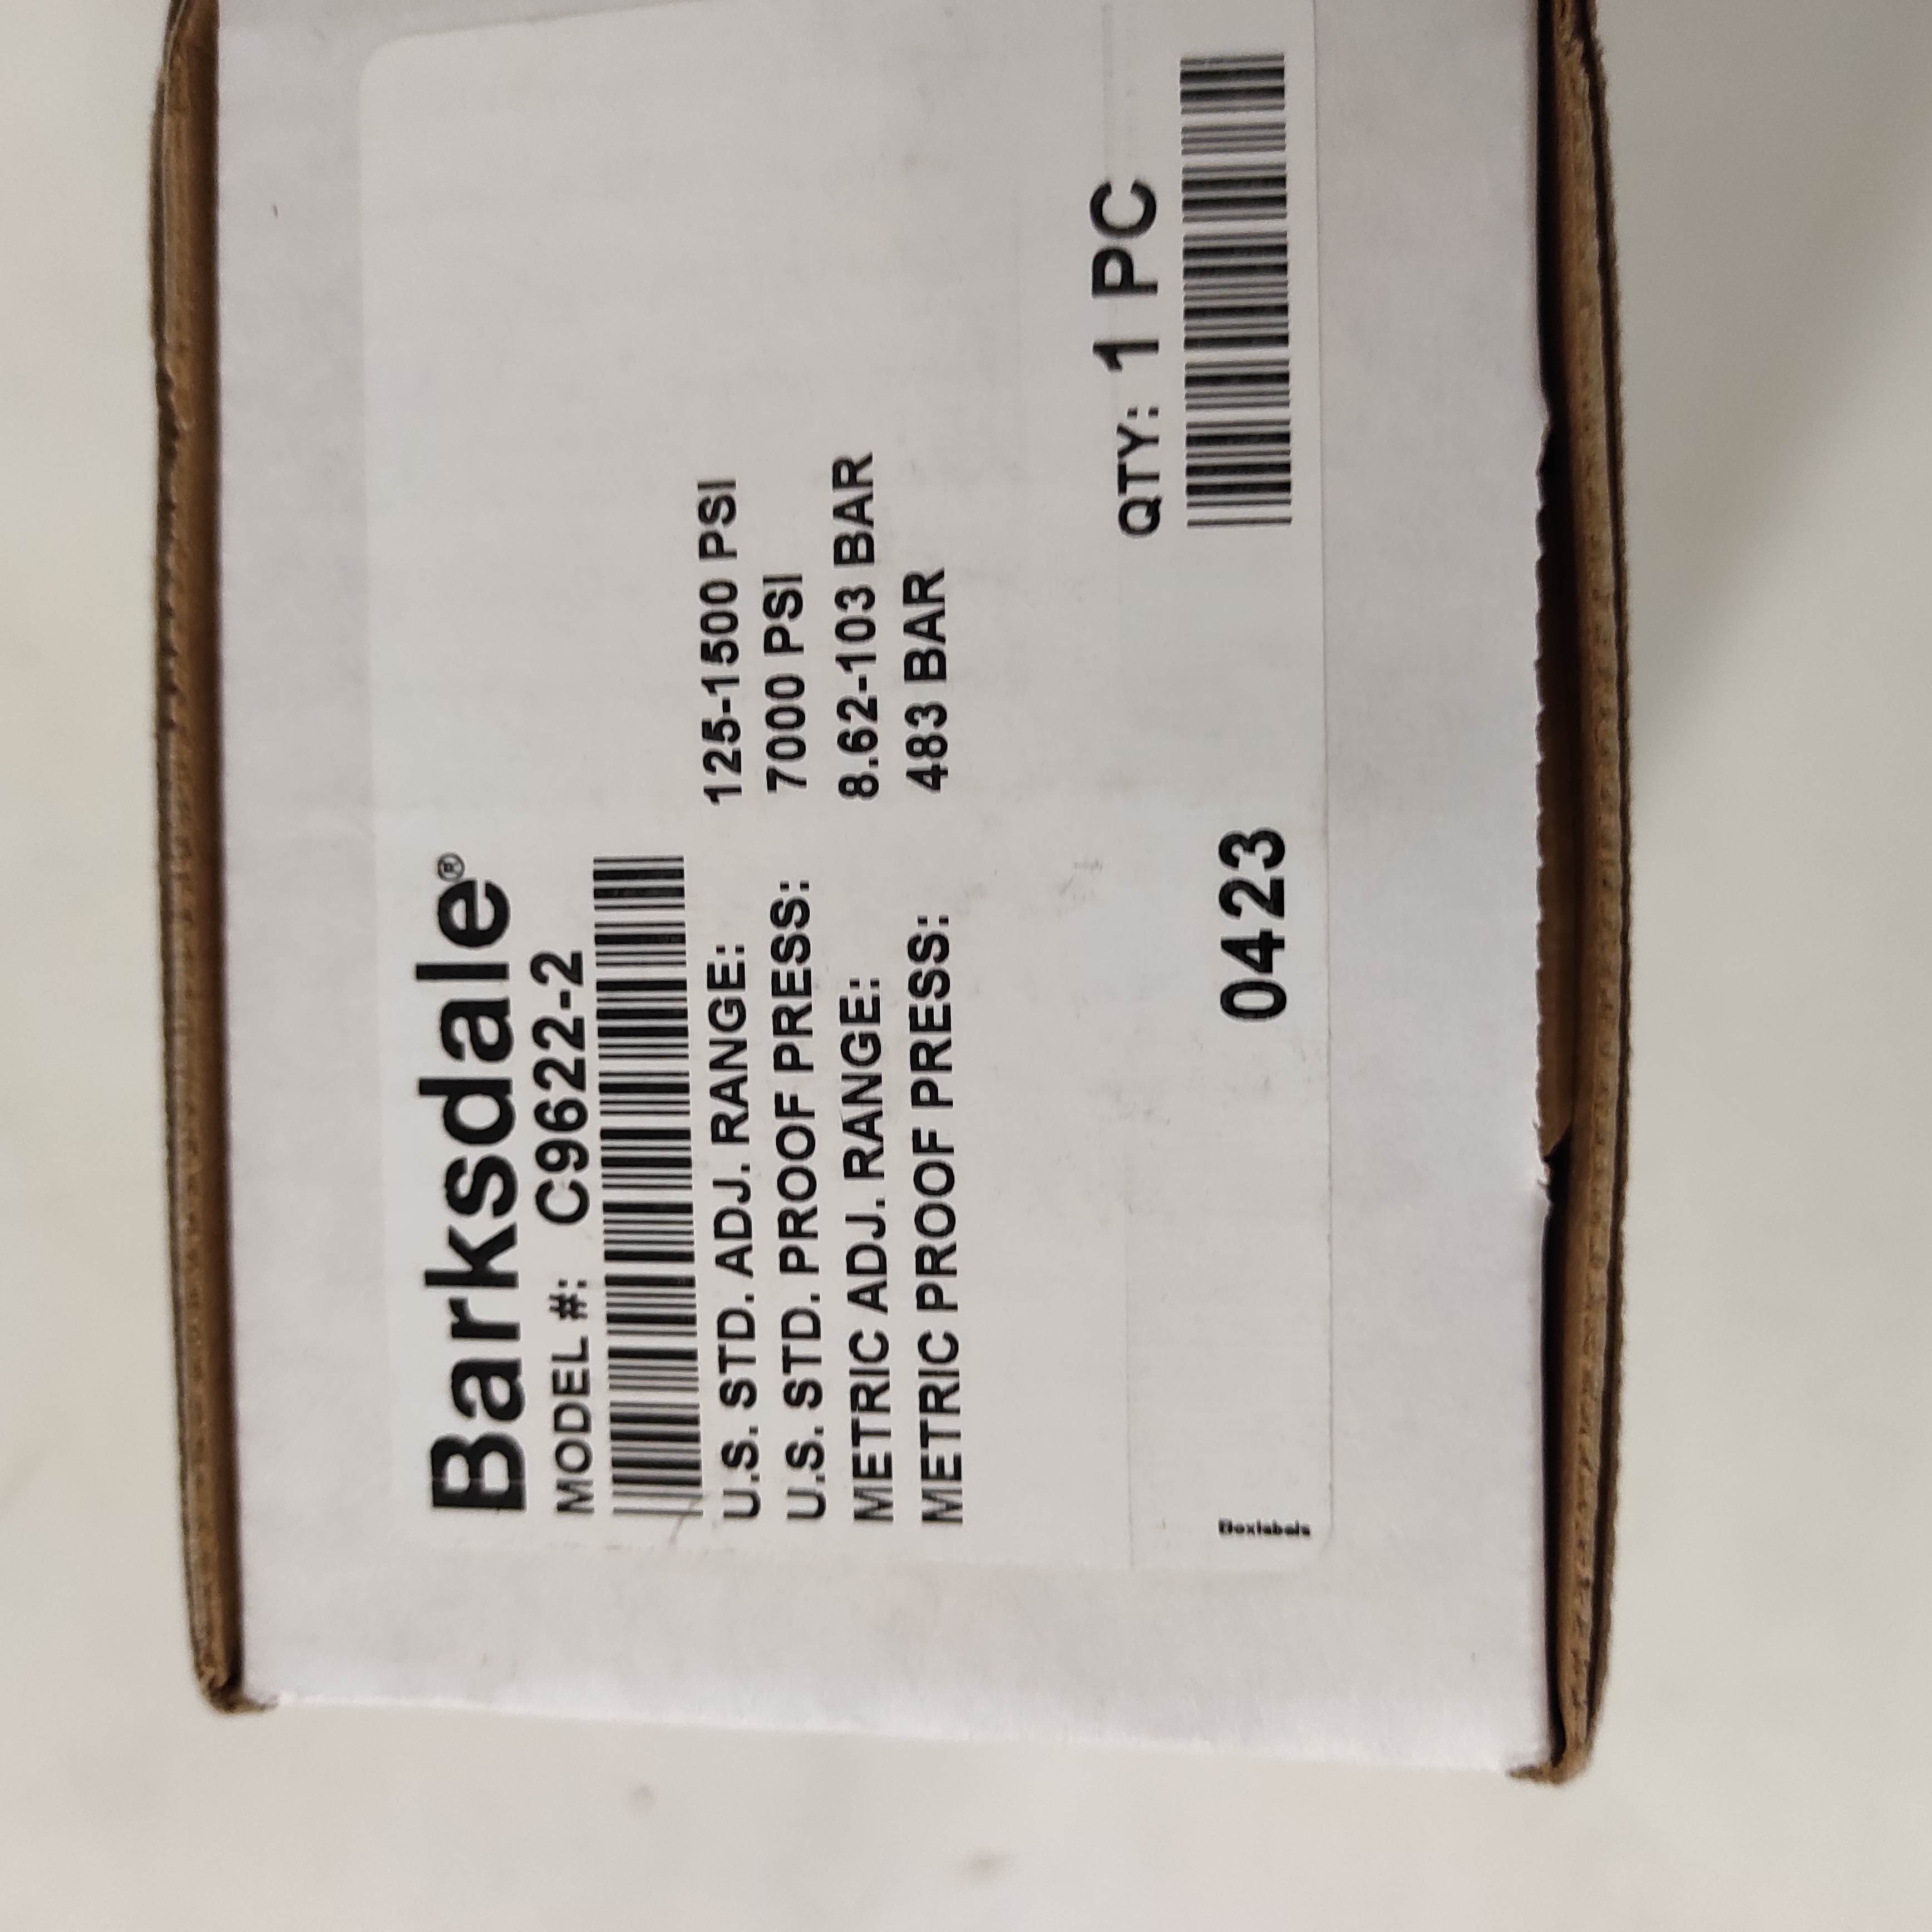 Barksdale®
MODEL #: C9622-2
U.S. STD. ADJ. RANGE: 125-1500 PSI
U.S. STD. PROOF PRESS: 7000 PSI
METRIC ADJ. RANGE: 8.62-103 BAR
METRIC PROOF PRESS: 483 BAR
QTY: 1 PC
0423
Boxlabels